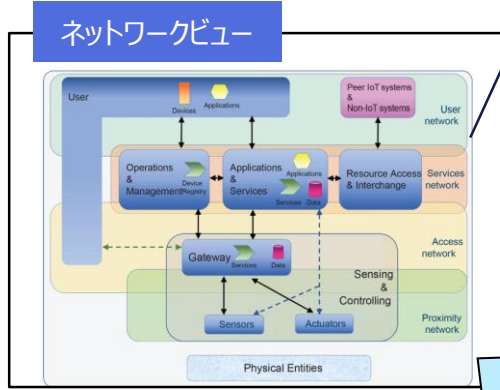 ネットワークビュー
User
Devices
Applications
Peer IoT systems
&
Non-IoT systems
User
network
Operations
&
Management
Device
Registry
Applications
&
Services
Applications
Services
Data
Resource Access
& Interchange
Services
network
Access
network
Gateway
Services
Data
Sensing
&
Controlling
Sensors
Actuators
Proximity
network
Physical Entities